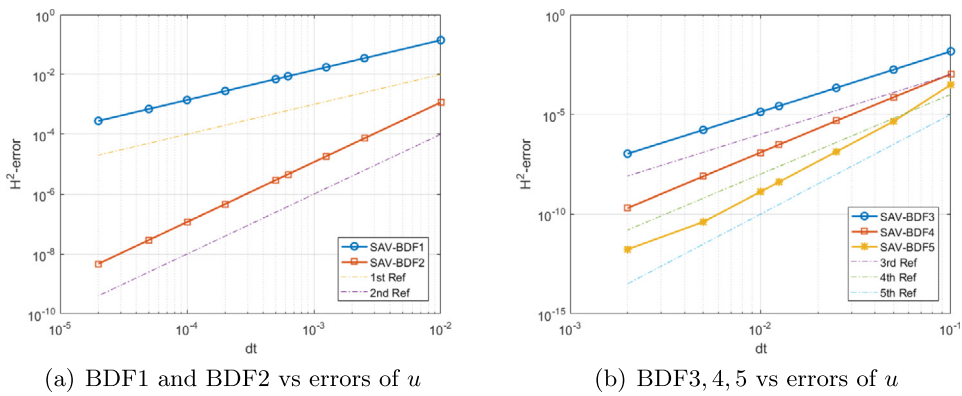 10^0
10^-2
10^-4
10^-6
10^-8
10^-10
H^2-error
10^-5
10^-4
10^-3
10^-2
dt
SAV-BDF1
SAV-BDF2
1st Ref
2nd Ref
(a) BDF1 and BDF2 vs errors of u
10^0
10^-5
10^-10
10^-15
H^2-error
10^-3
10^-2
10^-1
dt
SAV-BDF3
SAV-BDF4
SAV-BDF5
3rd Ref
4th Ref
5th Ref
(b) BDF3, 4, 5 vs errors of u